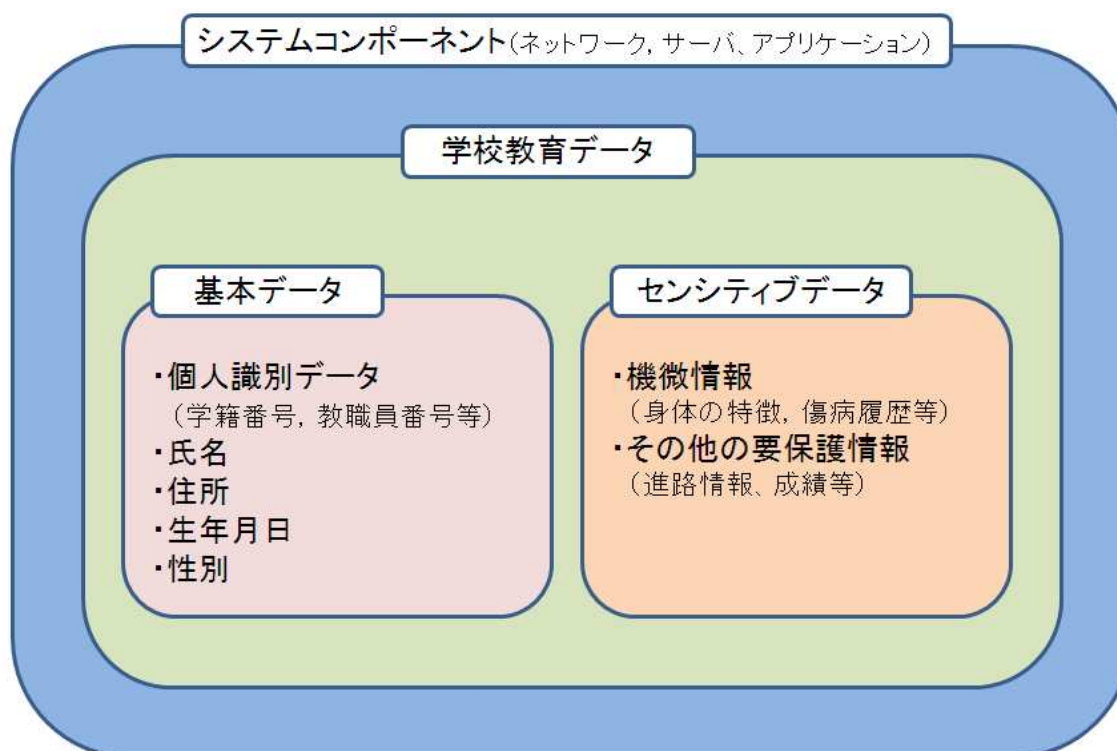 システムコンポーネント(ネットワーク, サーバ、アプリケーション)
学校教育データ
基本データ
・個人識別データ
(学籍番号, 教職員番号等)
・氏名
・住所
・生年月日
・性別
センシティブデータ
・機微情報
(身体の特徴, 傷病履歴等)
・その他の要保護情報
(進路情報、成績等)